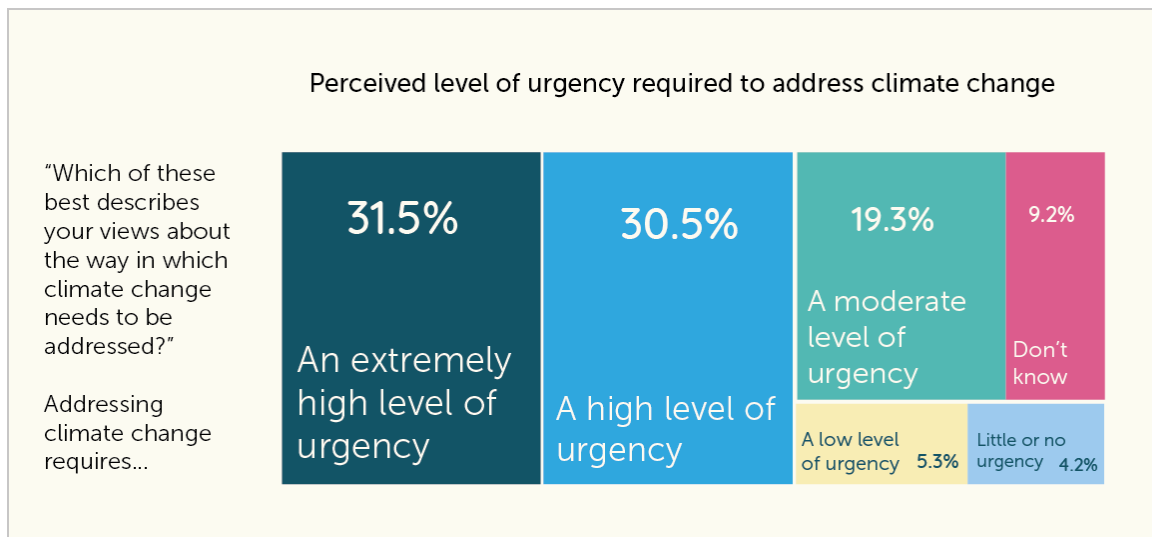 Perceived level of urgency required to address climate change
“Which of these
best describes
your views about
the way in which
climate change
needs to be
addressed?”
Addressing
climate change
requires...
31.5%
An extremely
high level of
urgency
30.5%
A high level of
urgency
19.3%
A moderate
level of
urgency
9.2%
Don’t
know
A low level
of urgency 5.3%
Little or no
urgency 4.2%